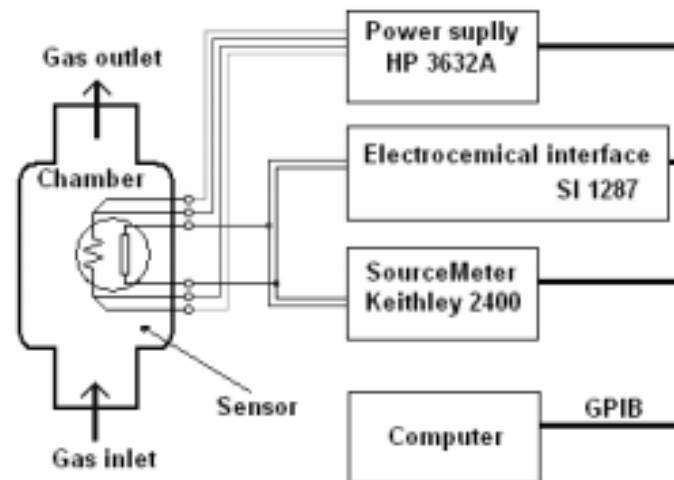 Power suplly
HP 3632A
Gas outlet
Electrocemical interface
SI 1287
Chamber
SourceMeter
Keithley 2400
Sensor
GPIB
Computer
Gas inlet